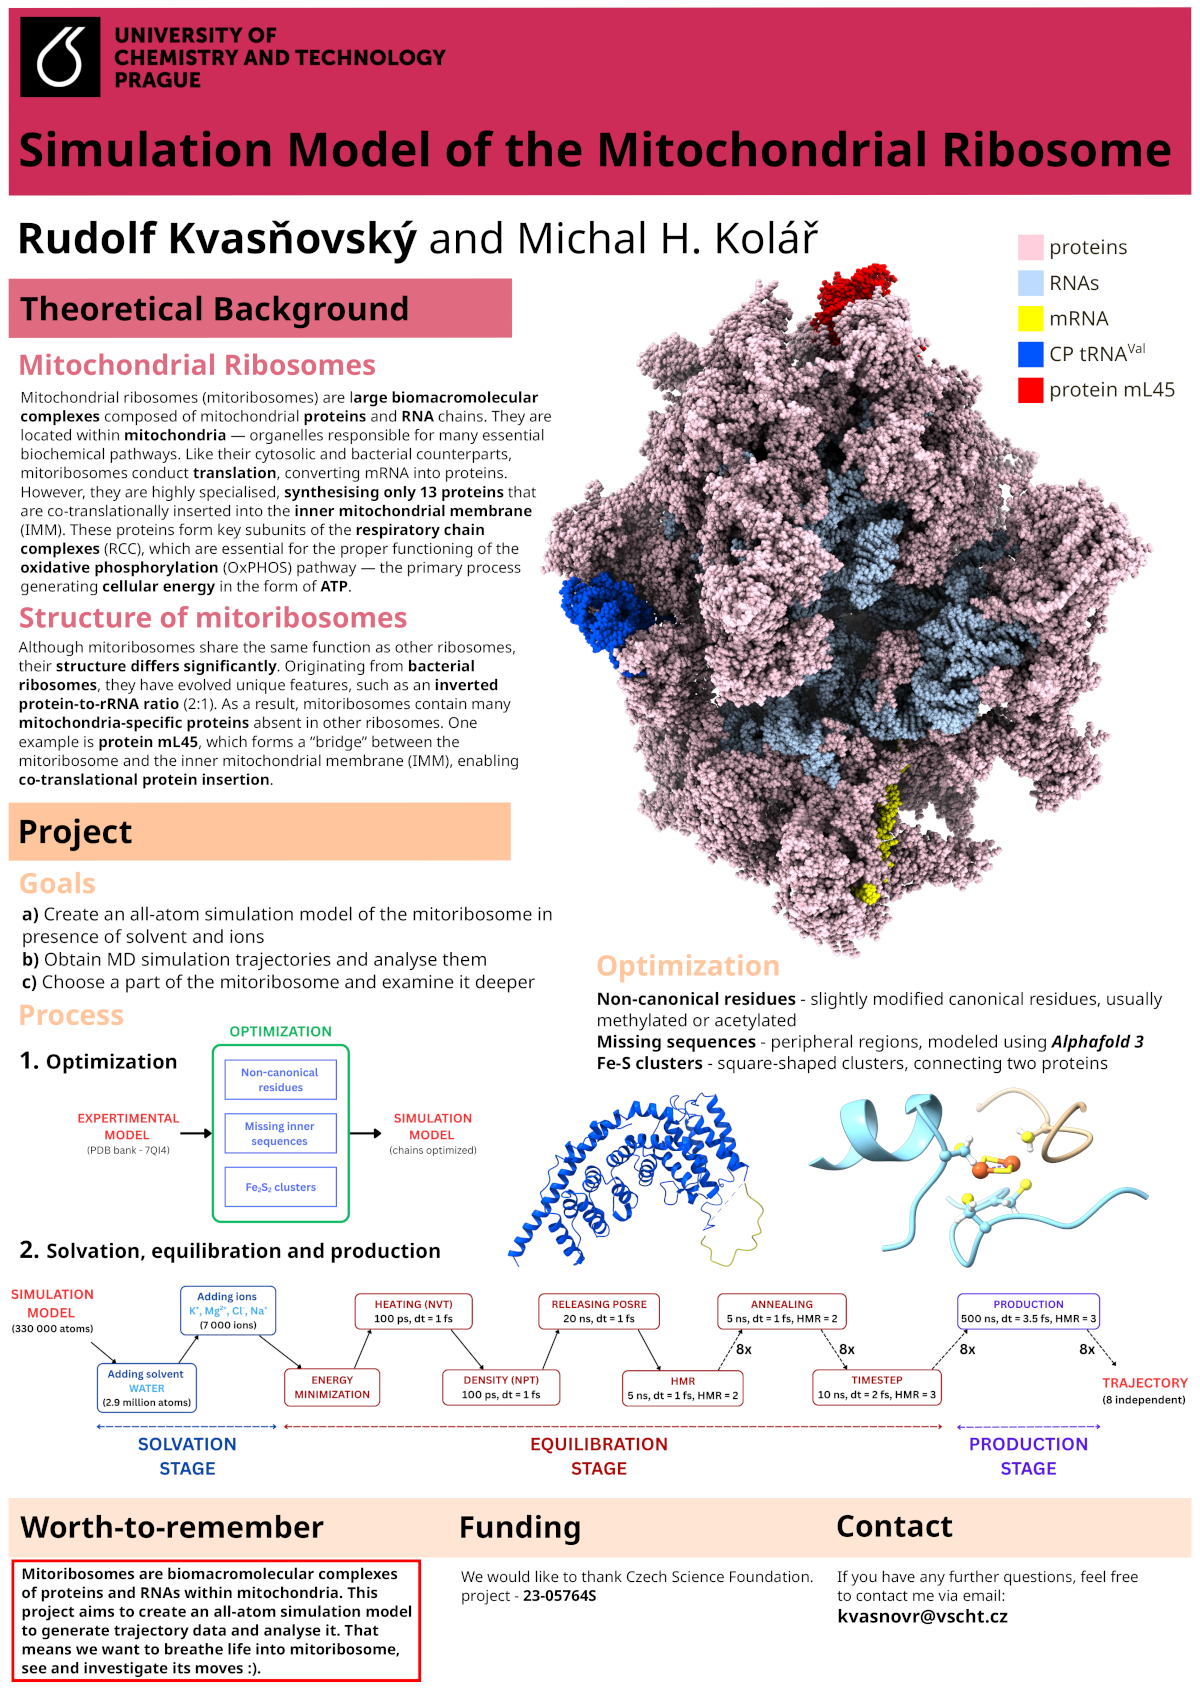 UNIVERSITY OF
CHEMISTRY AND TECHNOLOGY
PRAGUE
Simulation Model of the Mitochondrial Ribosome
Rudolf Kvasňovský and Michal H. Kolář
proteins
RNAs
mRNA
CP tRNA^Val
protein mL45
Theoretical Background
Mitochondrial Ribosomes
Mitochondrial ribosomes (mitoribosomes) are large biomacromolecular
complexes composed of mitochondrial proteins and RNA chains. They are
located within mitochondria — organelles responsible for many essential
biochemical pathways. Like their cytosolic and bacterial counterparts,
mitoribosomes conduct translation, converting mRNA into proteins.
However, they are highly specialised, synthesising only 13 proteins that
are co-translationally inserted into the inner mitochondrial membrane
(IMM). These proteins form key subunits of the respiratory chain
complexes (RCC), which are essential for the proper functioning of the
oxidative phosphorylation (OxPHOS) pathway — the primary process
generating cellular energy in the form of ATP.
Structure of mitoribosomes
Although mitoribosomes share the same function as other ribosomes,
their structure differs significantly. Originating from bacterial
ribosomes, they have evolved unique features, such as an inverted
protein-to-rRNA ratio (2:1). As a result, mitoribosomes contain many
mitochondria-specific proteins absent in other ribosomes. One
example is protein mL45, which forms a “bridge” between the
mitoribosome and the inner mitochondrial membrane (IMM), enabling
co-translational protein insertion.
Project
Goals
a) Create an all-atom simulation model of the mitoribosome in
presence of solvent and ions
b) Obtain MD simulation trajectories and analyse them
c) Choose a part of the mitoribosome and examine it deeper
Process
1. Optimization
OPTIMIZATION
Non-canonical
residues
Missing inner
sequences
Fe₂S₂ clusters
EXPERTIMENTAL
MODEL
(PDB bank - 7QI4)
SIMULATION
MODEL
(chains optimized)
Optimization
Non-canonical residues - slightly modified canonical residues, usually
methylated or acetylated
Missing sequences - peripheral regions, modeled using Alphafold 3
Fe-S clusters - square-shaped clusters, connecting two proteins
2. Solvation, equilibration and production
SIMULATION
MODEL
(330 000 atoms)
Adding solvent
WATER
(2.9 million atoms)
Adding ions
K⁺, Mg²⁺, Cl⁻, Na⁺
(7 000 ions)
ENERGY
MINIMIZATION
HEATING (NVT)
100 ps, dt = 1 fs
DENSITY (NPT)
100 ps, dt = 1 fs
RELEASING POSRE
20 ns, dt = 1 fs
HMR
5 ns, dt = 1 fs, HMR = 2
8x
ANNEALING
5 ns, dt = 1 fs, HMR = 2
8x
TIMESTEP
10 ns, dt = 2 fs, HMR = 3
8x
PRODUCTION
500 ns, dt = 3.5 fs, HMR = 3
8x
TRAJECTORY
(8 independent)
SOLVATION
STAGE
EQUILIBRATION
STAGE
PRODUCTION
STAGE
Worth-to-remember
Mitoribosomes are biomacromolecular complexes
of proteins and RNAs within mitochondria. This
project aims to create an all-atom simulation model
to generate trajectory data and analyse it. That
means we want to breathe life into mitoribosome,
see and investigate its moves :).
Funding
We would like to thank Czech Science Foundation.
project - 23-05764S
Contact
If you have any further questions, feel free
to contact me via email:
kvasnovr@vscht.cz